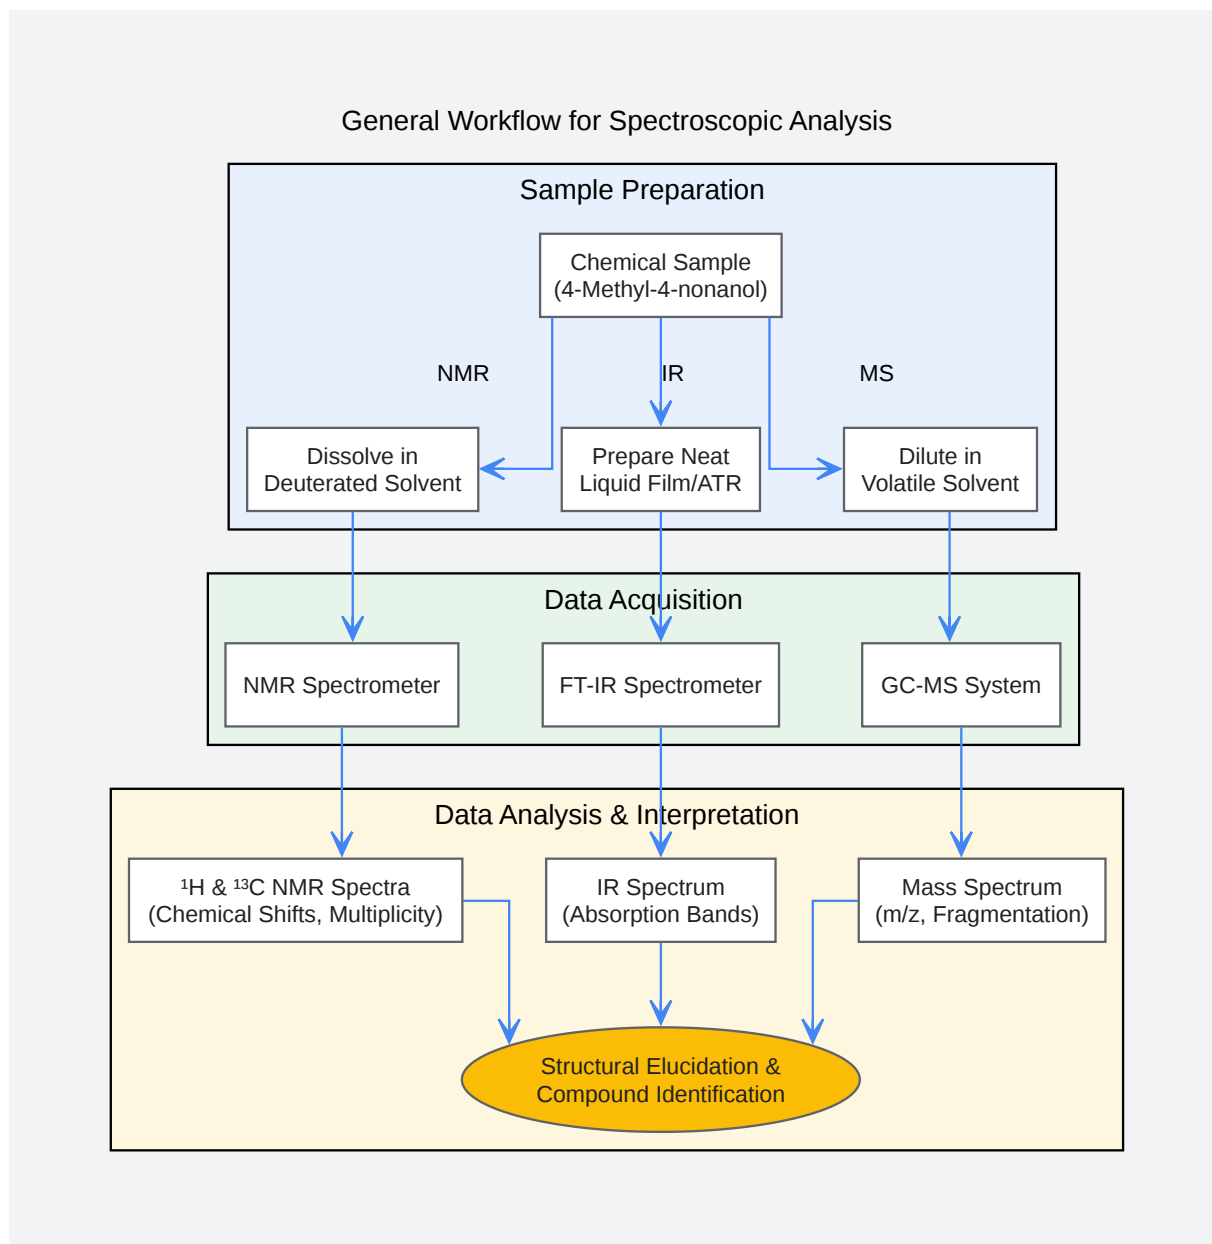 General Workflow for Spectroscopic Analysis
Sample Preparation
Chemical Sample
(4-Methyl-4-nonanol)
NMR
IR
MS
Dissolve in
Deuterated Solvent
Prepare Neat
Liquid Film/ATR
Dilute in
Volatile Solvent
Data Acquisition
NMR Spectrometer
FT-IR Spectrometer
GC-MS System
Data Analysis & Interpretation
¹H & ¹³C NMR Spectra
(Chemical Shifts, Multiplicity)
IR Spectrum
(Absorption Bands)
Mass Spectrum
(m/z, Fragmentation)
Structural Elucidation &
Compound Identification